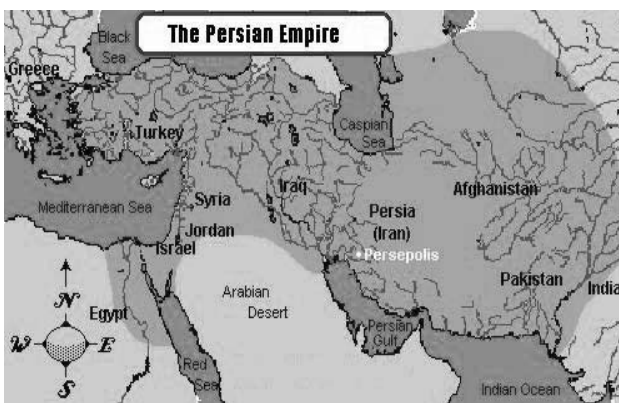 The Persian Empire
Black
Sea
Greece
Turkey
Caspian
Sea
Syria
Iraq
Afghanistan
Mediterranean Sea
Persia
(Iran)
Jordan
Israel
Persepolis
Pakistan
India
Egypt
Arabian
Desert
Persian
Gulf
Red
Sea
Indian Ocean
N
W
E
S